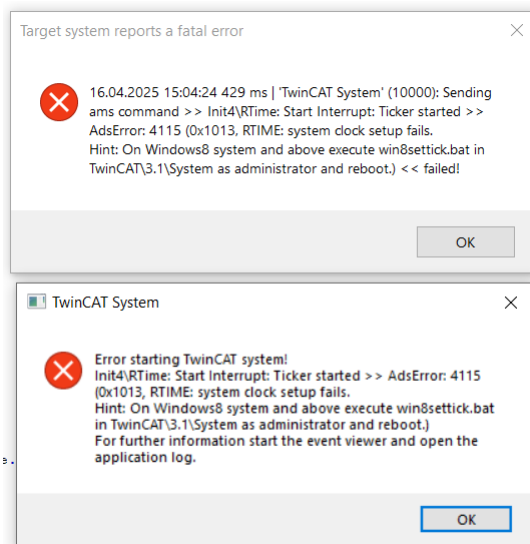 Target system reports a fatal error
16.04.2025 15:04:24 429 ms | 'TwinCAT System' (10000): Sending
ams command >> Init4\RTime: Start Interrupt: Ticker started >>
AdsError: 4115 (0x1013, RTIME: system clock setup fails.
Hint: On Windows8 system and above execute win8settick.bat in
TwinCAT\3.1\System as administrator and reboot.) << failed!
OK
TwinCAT System
Error starting TwinCAT system!
Init4\RTime: Start Interrupt: Ticker started >> AdsError: 4115
(0x1013, RTIME: system clock setup fails.
Hint: On Windows8 system and above execute win8settick.bat
in TwinCAT\3.1\System as administrator and reboot.)
For further information start the event viewer and open the
application log.
OK